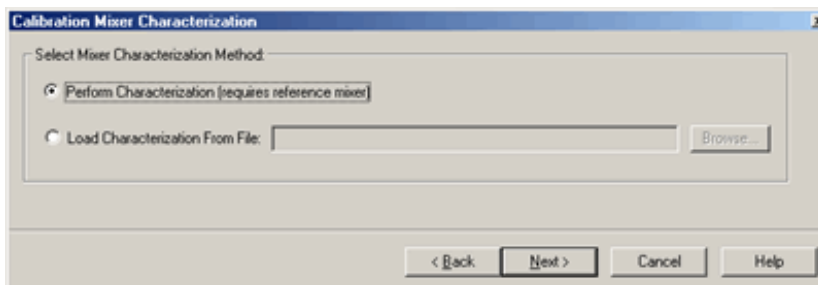 Calibration Mixer Characterization
Select Mixer Characterization Method:
Perform Characterization (requires reference mixer)
Load Characterization From File: Browse...
< Back Next > Cancel Help